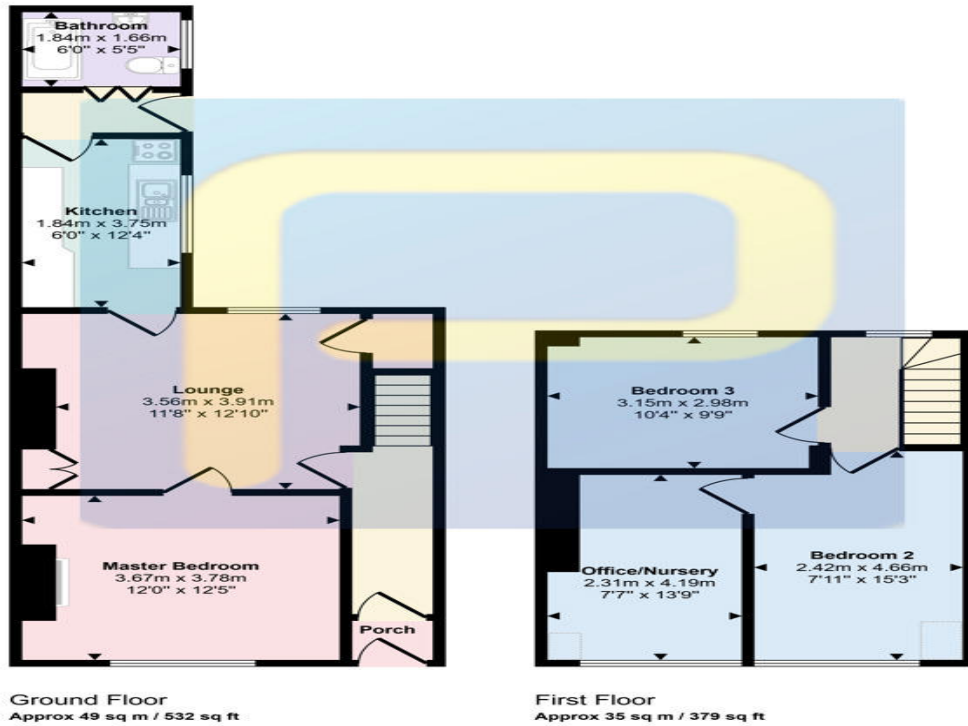 Bathroom
1.84m x 1.66m
6'0" x 5'5"
Kitchen
1.84m x 3.75m
6'0" x 12'4"
Lounge
3.56m x 3.91m
11'8" x 12'10"
Master Bedroom
3.67m x 3.78m
12'0" x 12'5"
Porch
Bedroom 3
3.15m x 2.98m
10'4" x 9'9"
Office/Nursery
2.31m x 4.19m
7'7" x 13'9"
Bedroom 2
2.42m x 4.66m
7'11" x 15'3"
Ground Floor
Approx 49 sq m / 532 sq ft
First Floor
Approx 35 sq m / 379 sq ft